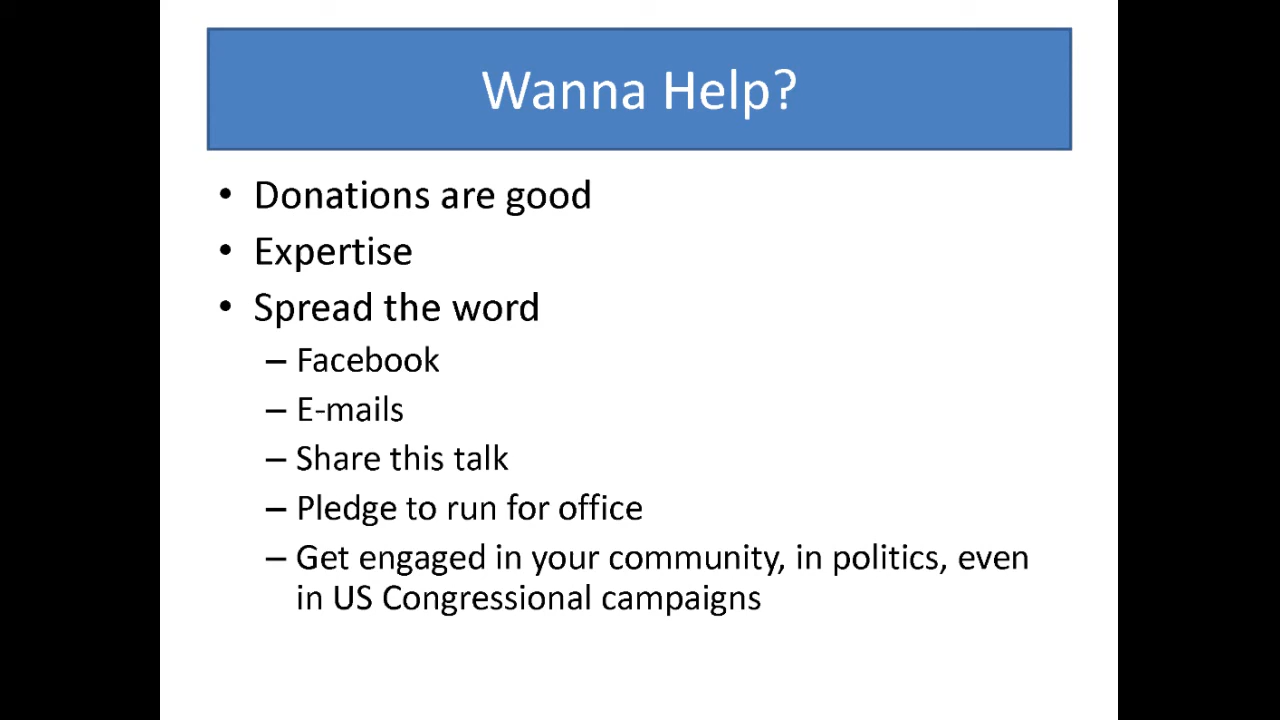 Wanna Help?
• Donations are good
• Expertise
• Spread the word
– Facebook
– E-mails
– Share this talk
– Pledge to run for office
– Get engaged in your community, in politics, even
in US Congressional campaigns